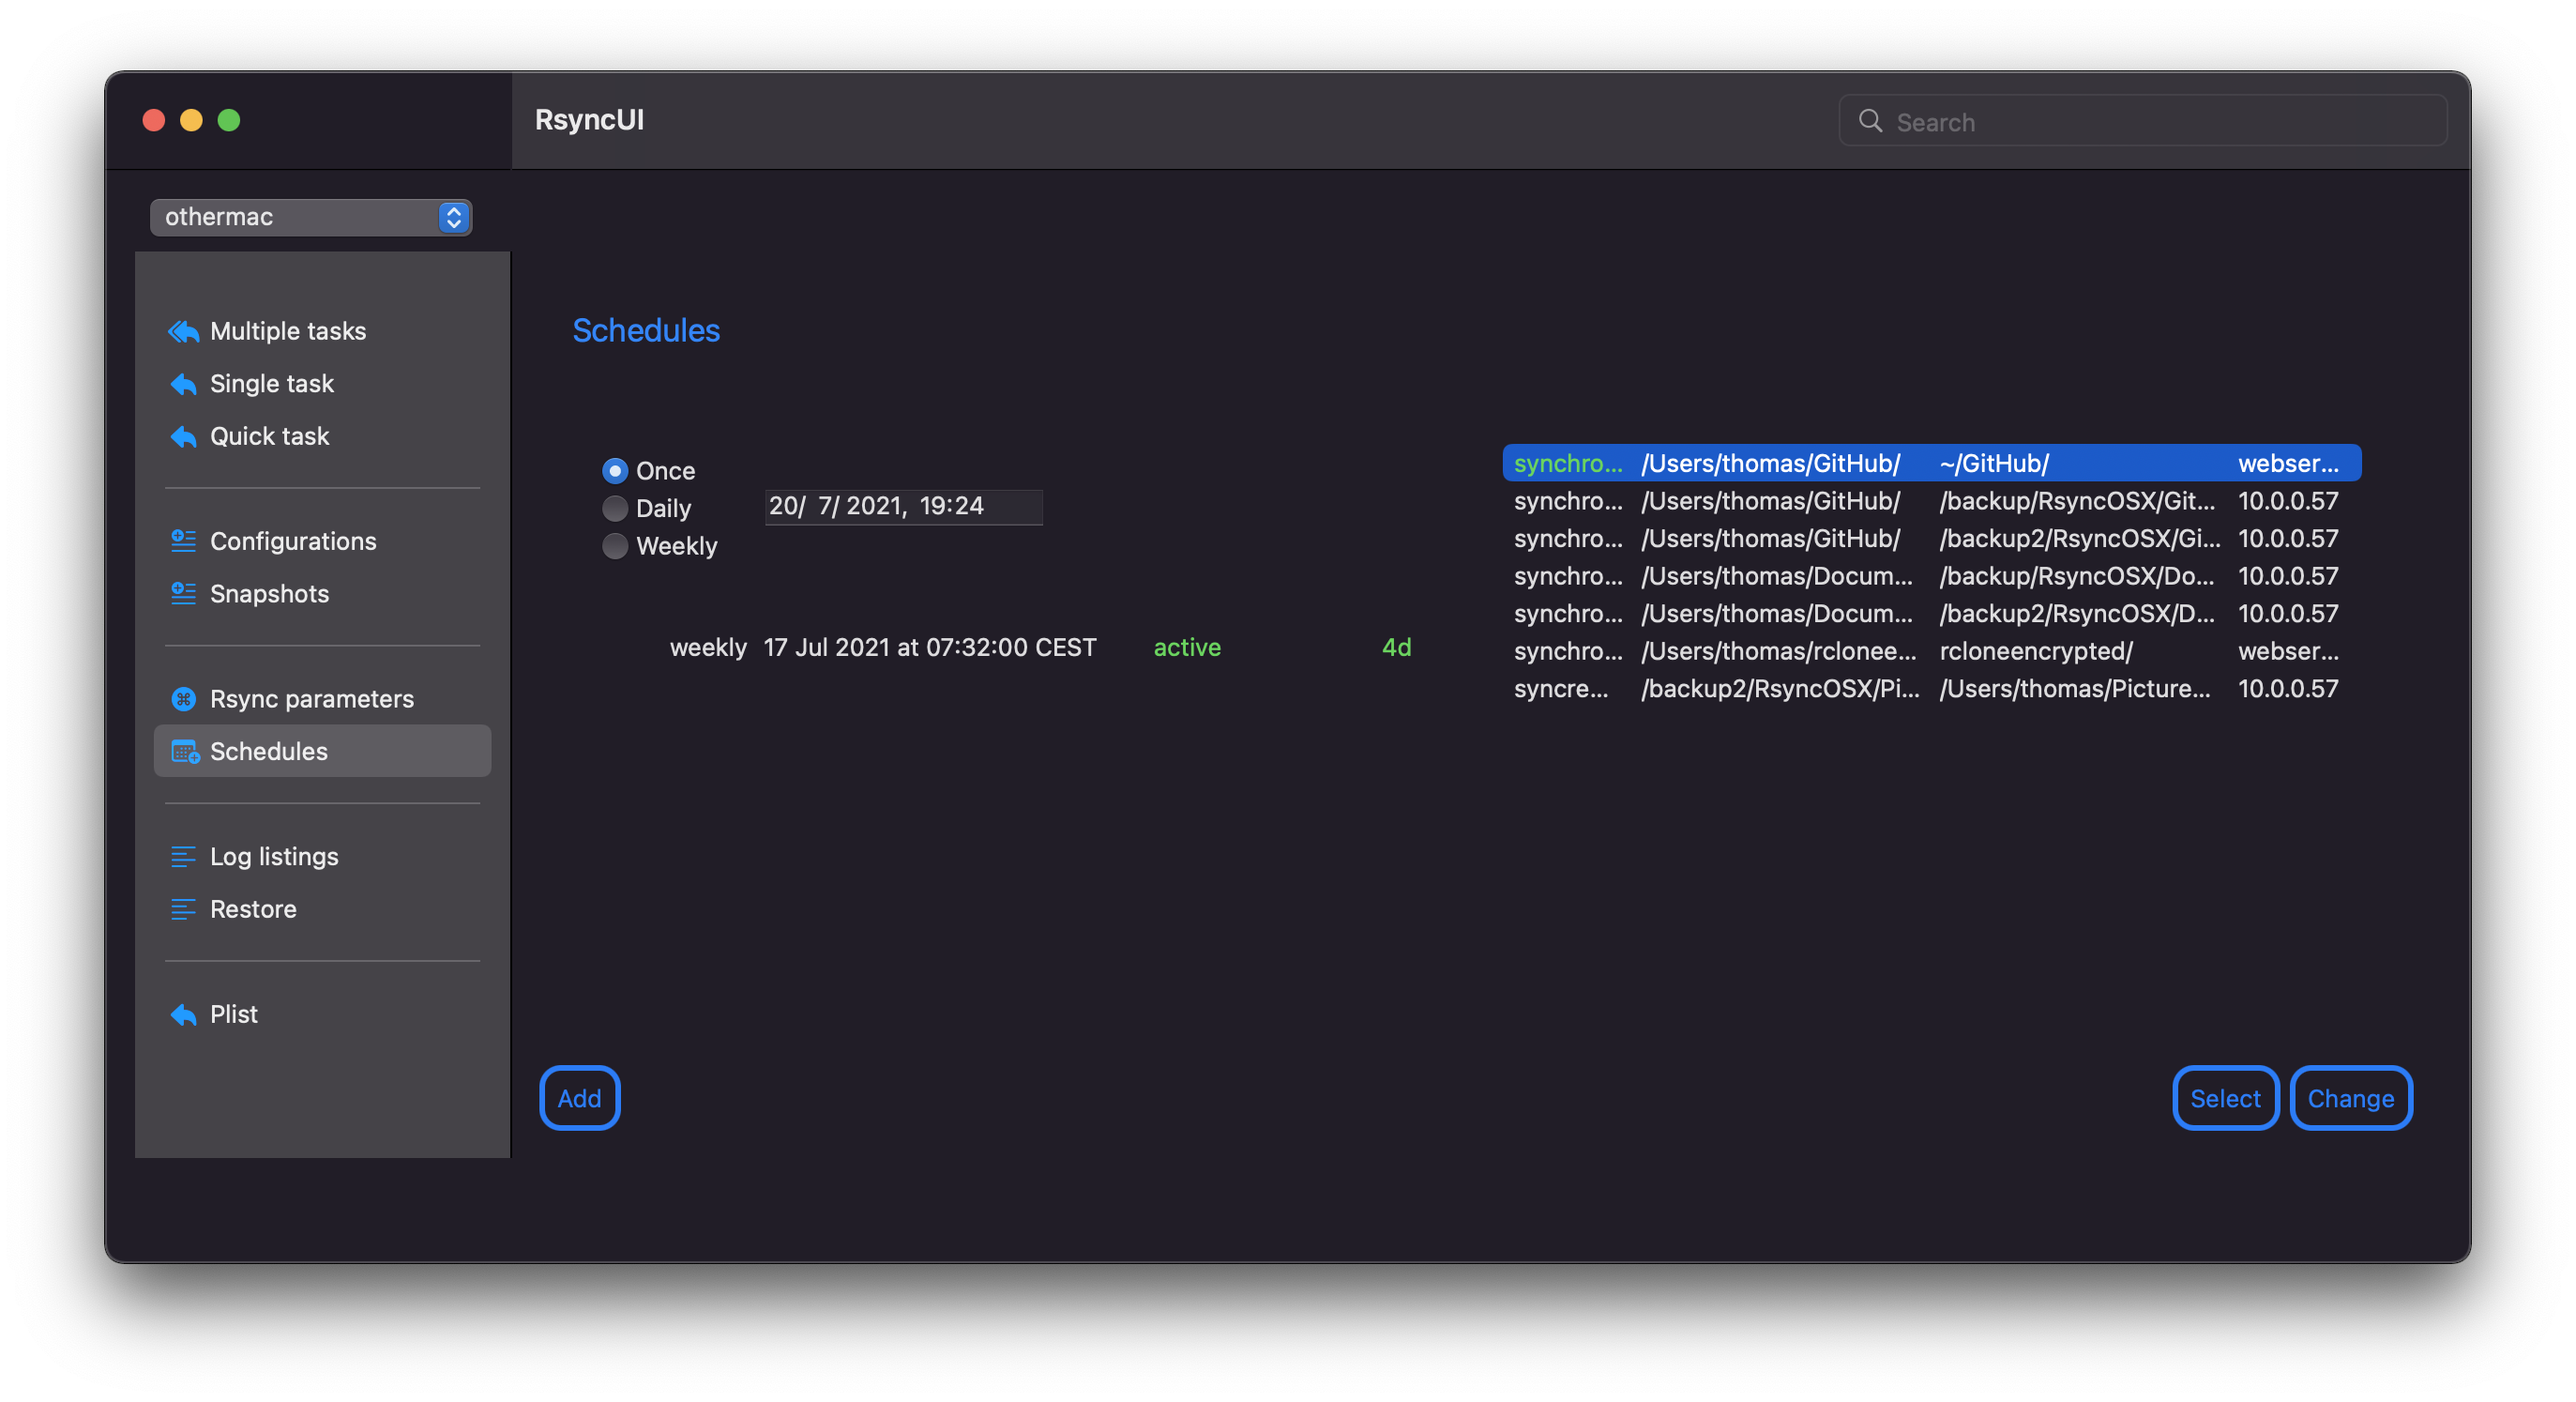 RsyncUI
Search
othermac
Multiple tasks
Single task
Quick task
Configurations
Snapshots
Rsync parameters
Schedules
Log listings
Restore
Plist
Schedules
Once
Daily
Weekly
20/ 7/ 2021, 19:24
weekly 17 Jul 2021 at 07:32:00 CEST active 4d
synchro... /Users/thomas/GitHub/ ~/GitHub/ webser...
synchro... /Users/thomas/GitHub/ /backup/RsyncOSX/Git... 10.0.0.57
synchro... /Users/thomas/GitHub/ /backup2/RsyncOSX/Gi... 10.0.0.57
synchro... /Users/thomas/Docum... /backup/RsyncOSX/Do... 10.0.0.57
synchro... /Users/thomas/Docum... /backup2/RsyncOSX/D... 10.0.0.57
synchro... /Users/thomas/rclonee... rcloneencrypted/ webser...
syncre... /backup2/RsyncOSX/Pi... /Users/thomas/Picture... 10.0.0.57
Add
Select
Change